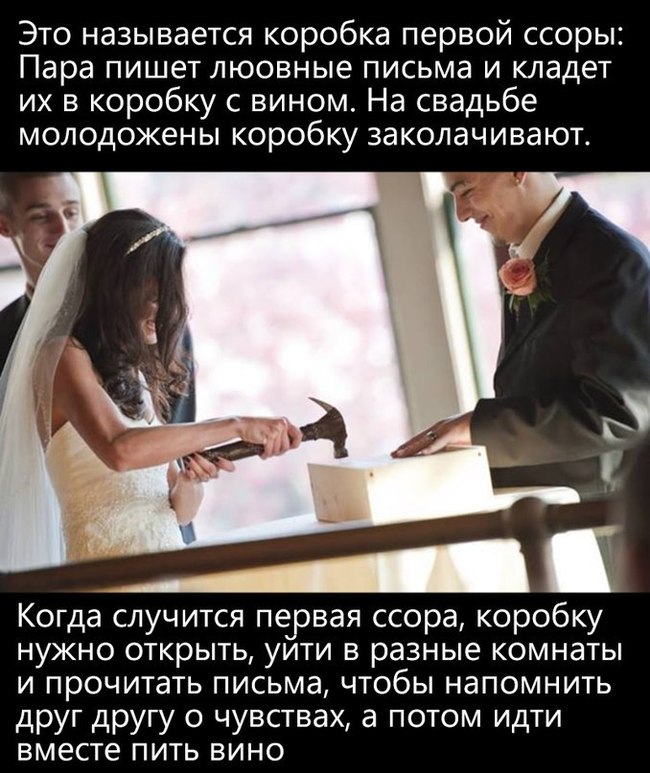 Это называется коробка первой ссоры:
Пара пишет люовные письма и кладет
их в коробку с вином. На свадьбе
молодожены коробку заколачивают.
Когда случится первая ссора, коробку
нужно открыть, уйти в разные комнаты
и прочитать письма, чтобы напомнить
друг другу о чувствах, а потом идти
вместе пить вино